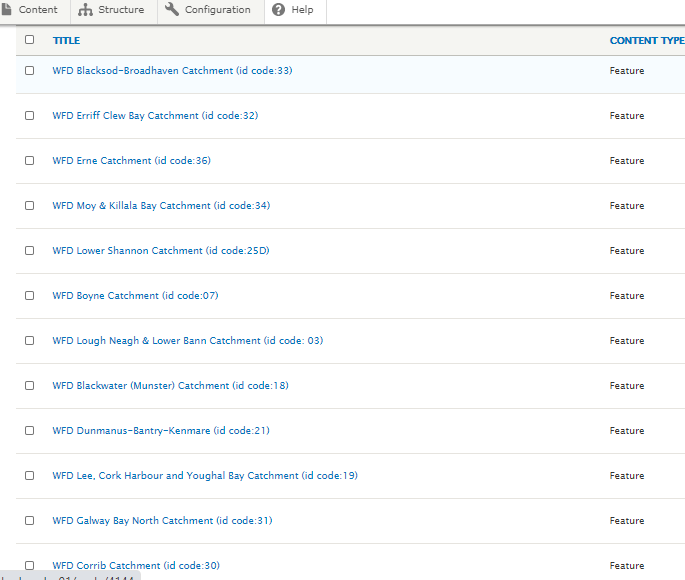 Content Structure Configuration Help
TITLE CONTENT TYPE
WFD Blacksod-Broadhaven Catchment (id code:33) Feature
WFD Erriff Clew Bay Catchment (id code:32) Feature
WFD Erne Catchment (id code:36) Feature
WFD Moy & Killala Bay Catchment (id code:34) Feature
WFD Lower Shannon Catchment (id code:25D) Feature
WFD Boyne Catchment (id code:07) Feature
WFD Lough Neagh & Lower Bann Catchment (id code: 03) Feature
WFD Blackwater (Munster) Catchment (id code:18) Feature
WFD Dunmanus-Bantry-Kenmare (id code:21) Feature
WFD Lee, Cork Harbour and Youghal Bay Catchment (id code:19) Feature
WFD Galway Bay North Catchment (id code:31) Feature
WFD Corrib Catchment (id code:30) Feature